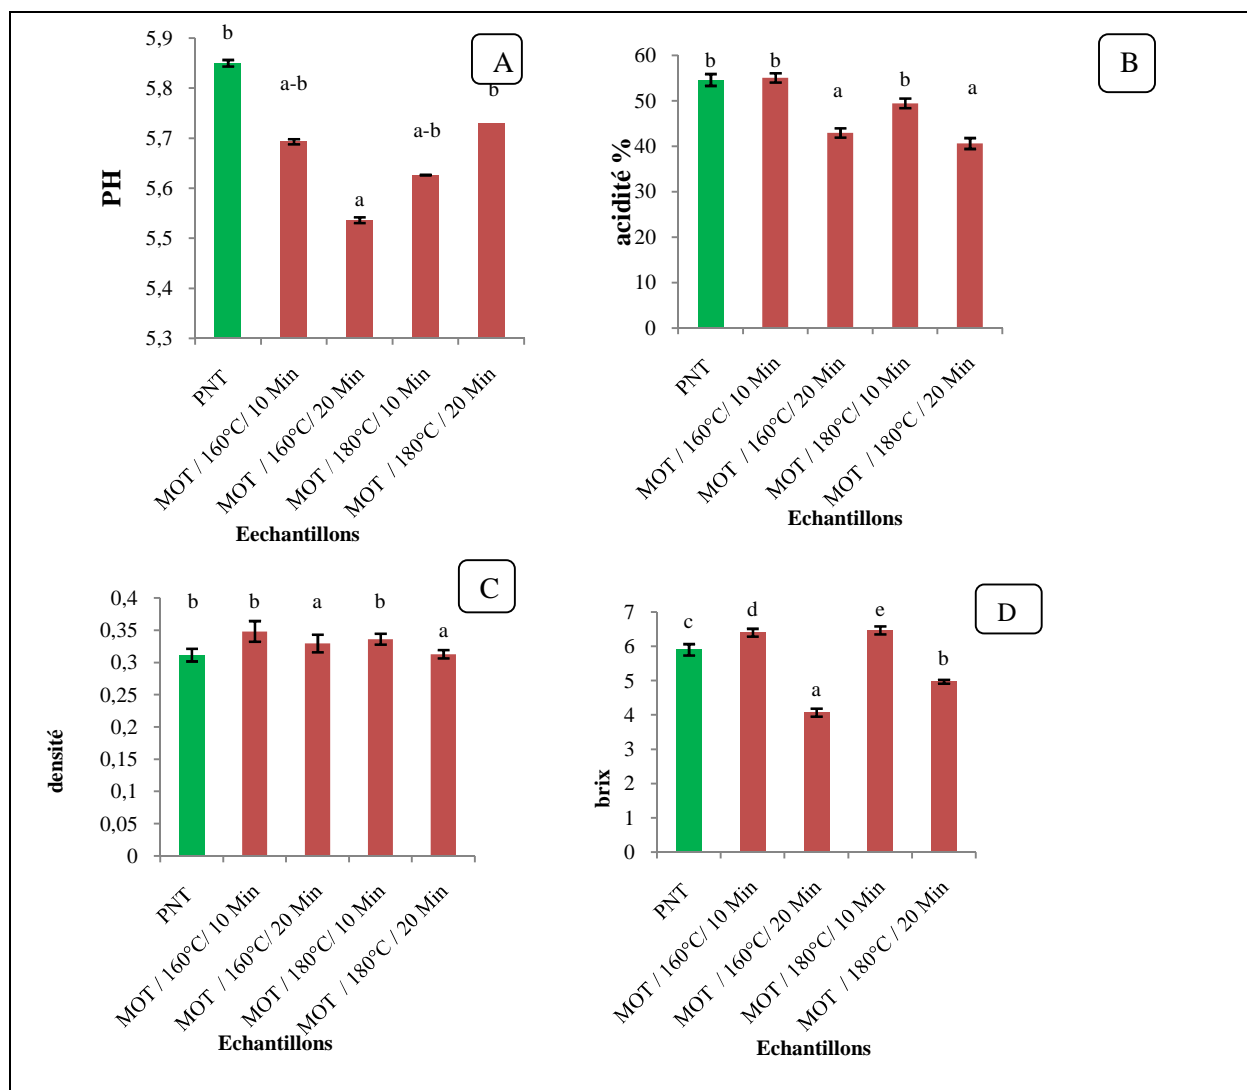 A
PH
5,9
5,8
5,7
5,6
5,5
5,4
5,3
b
a-b
a
a-b
b
PNT
MOT / 160°C/ 10 Min
MOT / 160°C/ 20 Min
MOT / 180°C/ 10 Min
MOT / 180°C / 20 Min
Eechantillons
B
acidité %
60
50
40
30
20
10
0
b
b
a
b
a
PNT
MOT / 160°C/ 10 Min
MOT / 160°C/ 20 Min
MOT / 180°C/ 10 Min
MOT / 180°C / 20 Min
Echantillons
C
densité
0,4
0,35
0,3
0,25
0,2
0,15
0,1
0,05
0
b
b
a
b
a
PNT
MOT / 160°C/ 10 Min
MOT / 160°C/ 20 Min
MOT / 180°C/ 10 Min
MOT / 180°C / 20 Min
Echantillons
D
brix
7
6
5
4
3
2
1
0
c
d
a
e
b
PNT
MOT / 160°C/ 10 Min
MOT / 160°C/ 20 Min
MOT / 180°C/ 10 Min
MOT / 180°C / 20 Min
Echantillons